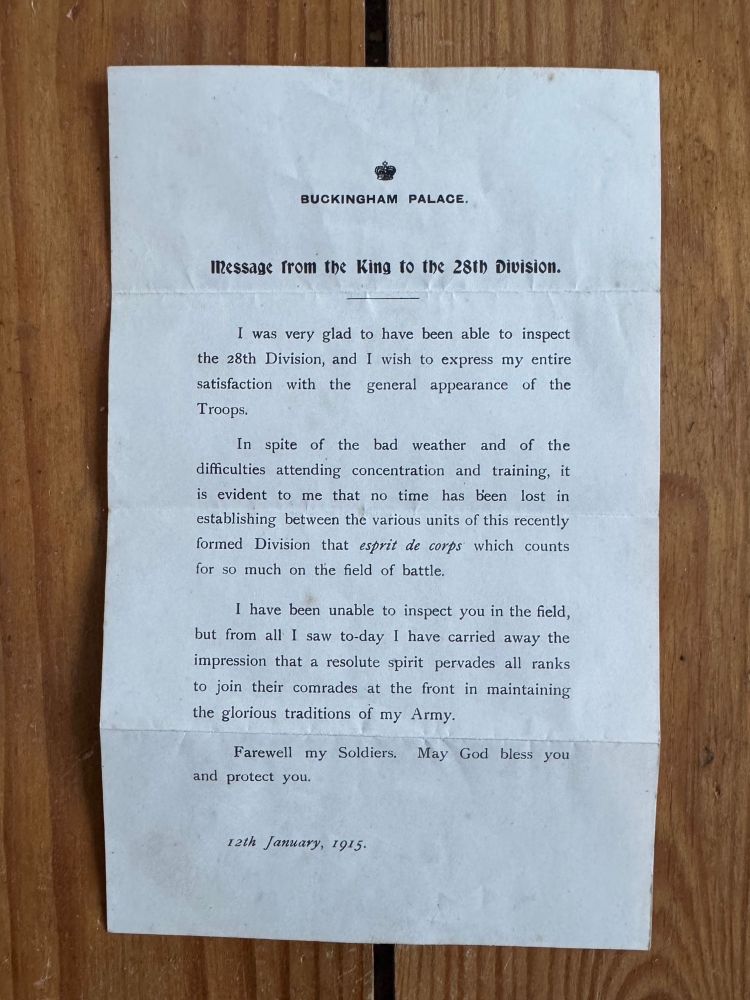 BUCKINGHAM PALACE.
Message from the King to the 28th Division.
I was very glad to have been able to inspect
the 28th Division, and I wish to express my entire
satisfaction with the general appearance of the
Troops.
In spite of the bad weather and of the
difficulties attending concentration and training, it
is evident to me that no time has been lost in
establishing between the various units of this recently
formed Division that esprit de corps which counts
for so much on the field of battle.
I have been unable to inspect you in the field,
but from all I saw to-day I have carried away the
impression that a resolute spirit pervades all ranks
to join their comrades at the front in maintaining
the glorious traditions of my Army.
Farewell my Soldiers. May God bless you
and protect you.
12th January, 1915.